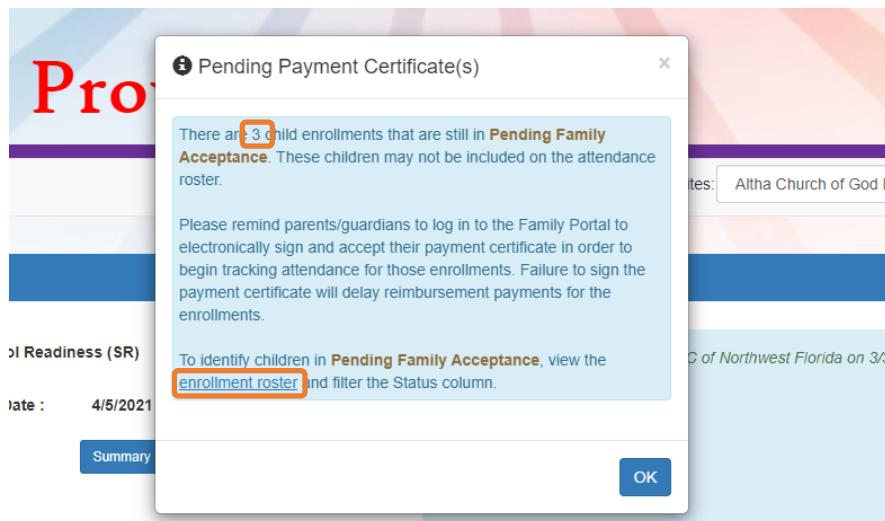 Pro
Pending Payment Certificate(s) ×
There are 3 child enrollments that are still in Pending Family
Acceptance. These children may not be included on the attendance
roster.
ites: Altha Church of God
Please remind parents/guardians to log in to the Family Portal to
electronically sign and accept their payment certificate in order to
begin tracking attendance for those enrollments. Failure to sign the
payment certificate will delay reimbursement payments for the
enrollments.
ol Readiness (SR)
To identify children in Pending Family Acceptance, view the
C of Northwest Florida on 3/
enrollment roster and filter the Status column.
Date : 4/5/2021
Summary
OK